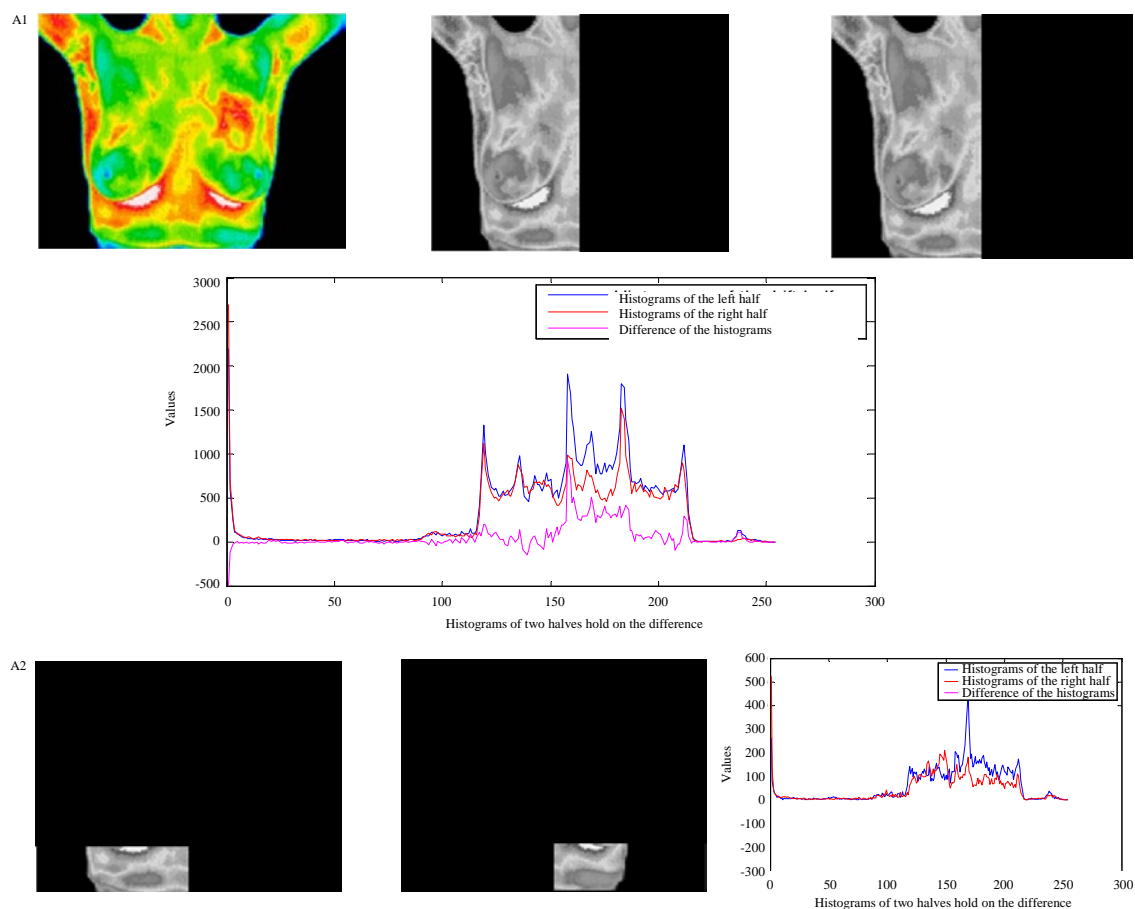 A1
3000
2500
2000
1500
1000
500
0
-500
Values
Histograms of the left half
Histograms of the right half
Difference of the histograms
0 50 100 150 200 250 300
Histograms of two halves hold on the difference
A2
600
500
400
300
200
100
0
-100
-200
-300
Values
Histograms of the left half
Histograms of the right half
Difference of the histograms
0 50 100 150 200 250 300
Histograms of two halves hold on the difference